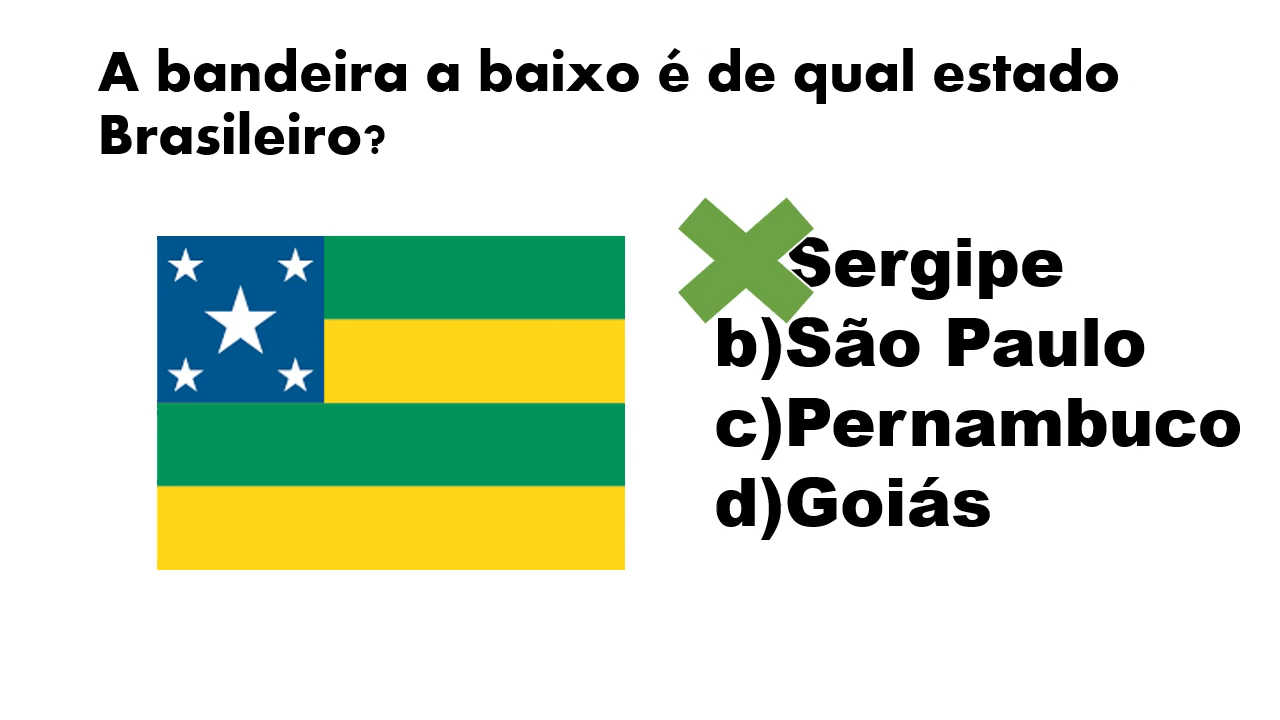 A bandeira a baixo é de qual estado
Brasileiro?
Sergipe
b)São Paulo
c)Pernambuco
d)Goiás